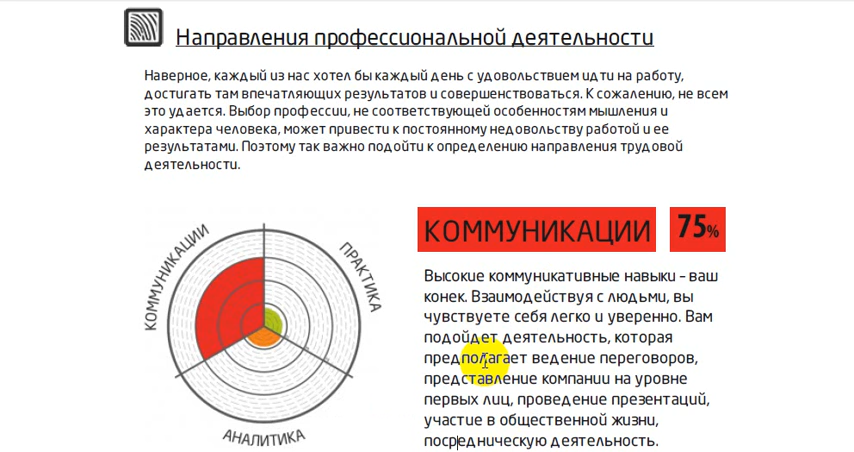 Направления профессиональной деятельности
Наверное, каждый из нас хотел бы каждый день с удовольствием идти на работу,
достигать там впечатляющих результатов и совершенствоваться. К сожалению, не всем
это удается. Выбор профессии, не соответствующей особенностям мышления и
характера человека, может привести к постоянному недовольству работой и ее
результатами. Поэтому так важно подойти к определению направления трудовой
деятельности.
КОММУНИКАЦИИ
ПРАКТИКА
АНАЛИТИКА
КОММУНИКАЦИИ 75%
Высокие коммуникативные навыки – ваш
конек. Взаимодействуя с людьми, вы
чувствуете себя легко и уверенно. Вам
подойдет деятельность, которая
предполагает ведение переговоров,
представление компании на уровне
первых лиц, проведение презентаций,
участие в общественной жизни,
посредническую деятельность.